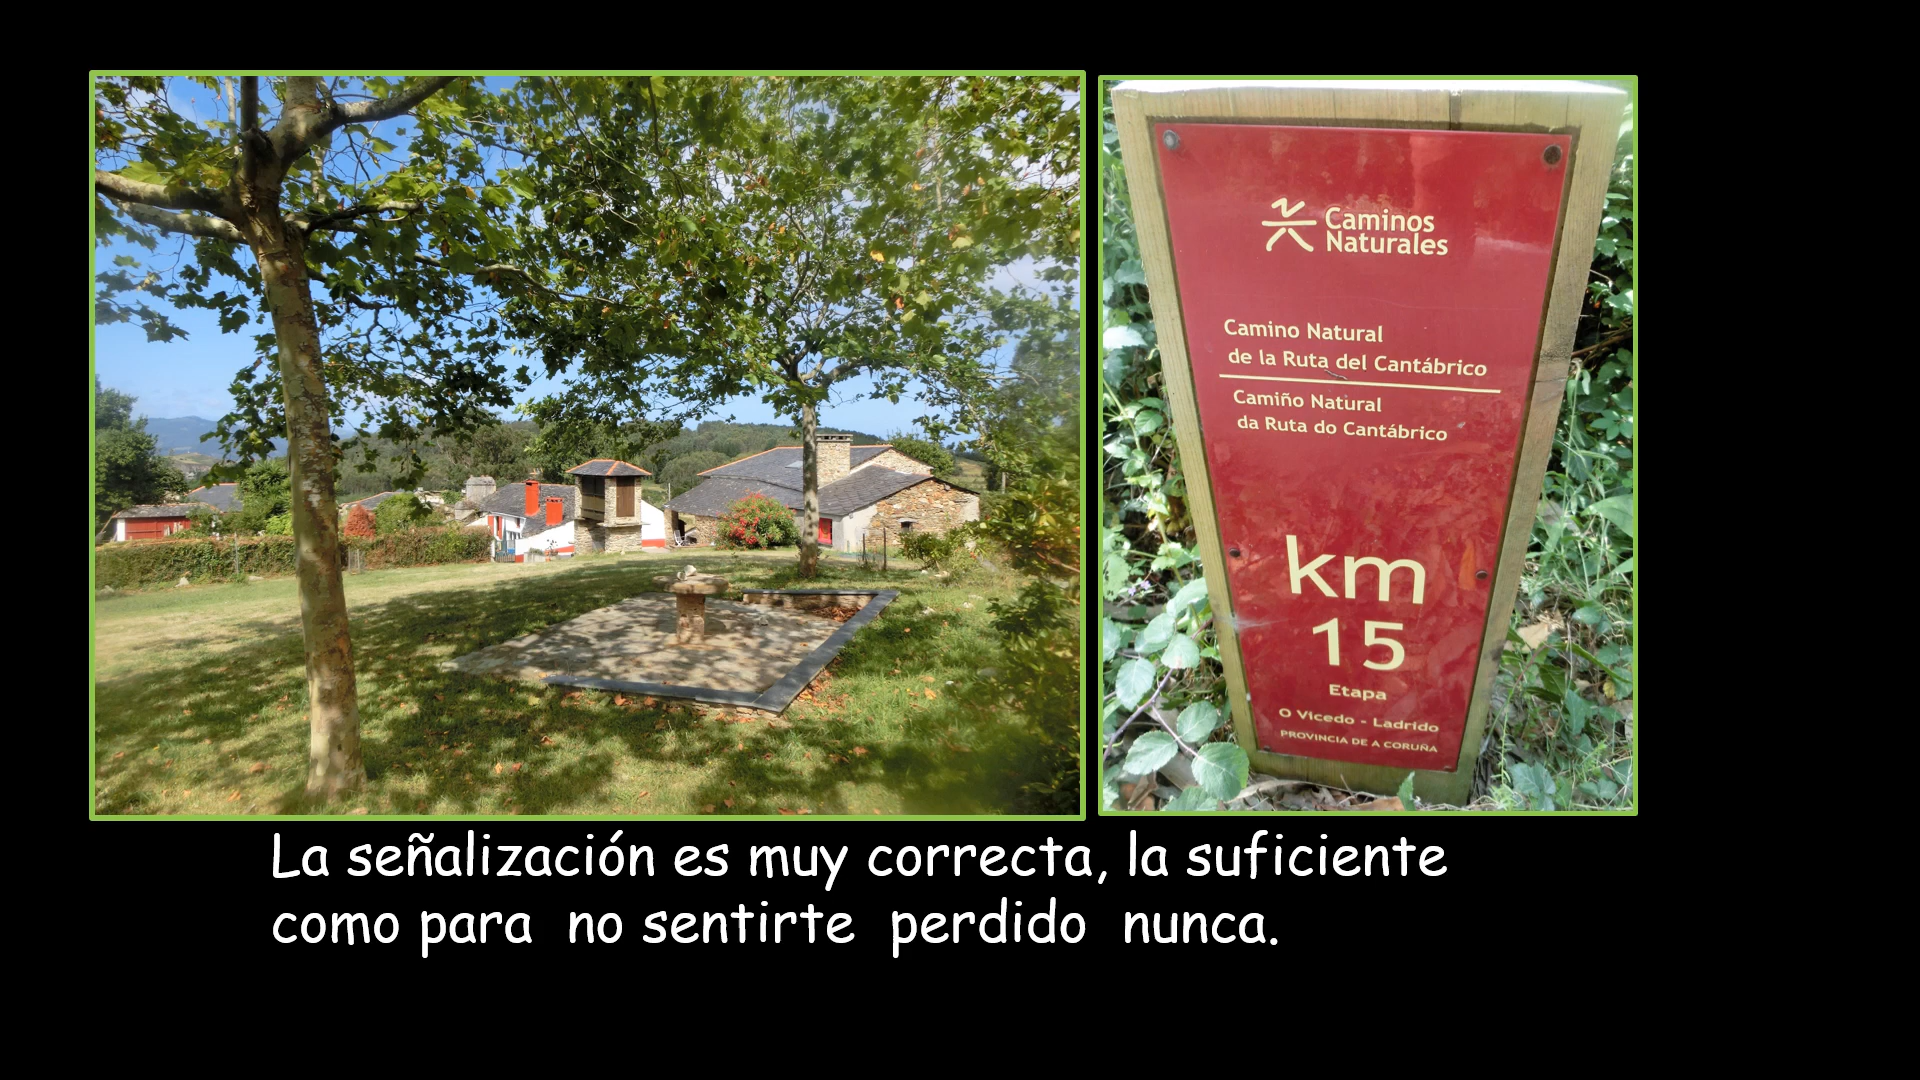 Caminos
Naturales
Camino Natural
de la Ruta del Cantábrico
Camiño Natural
da Ruta do Cantábrico
km
15
Etapa
O Vicedo - Ladrido
PROVINCIA DE A CORUÑA
La señalización es muy correcta, la suficiente
como para no sentirte perdido nunca.